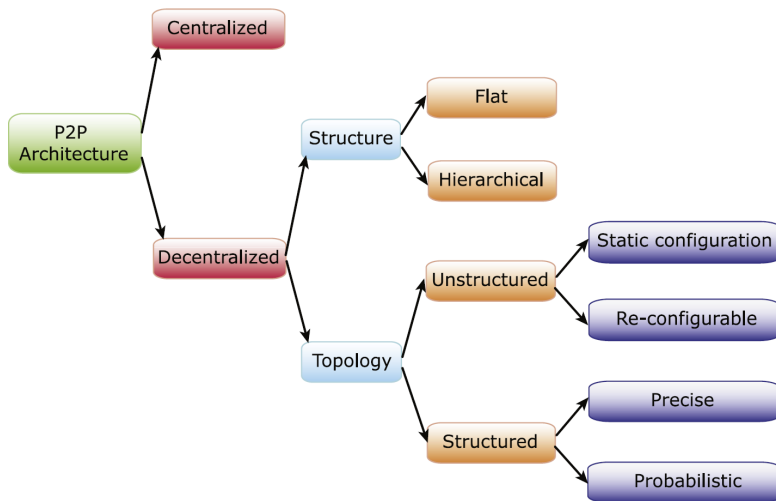 Centralized
P2P
Architecture
Decentralized
Structure
Topology
Flat
Hierarchical
Unstructured
Structured
Static configuration
Re-configurable
Precise
Probabilistic